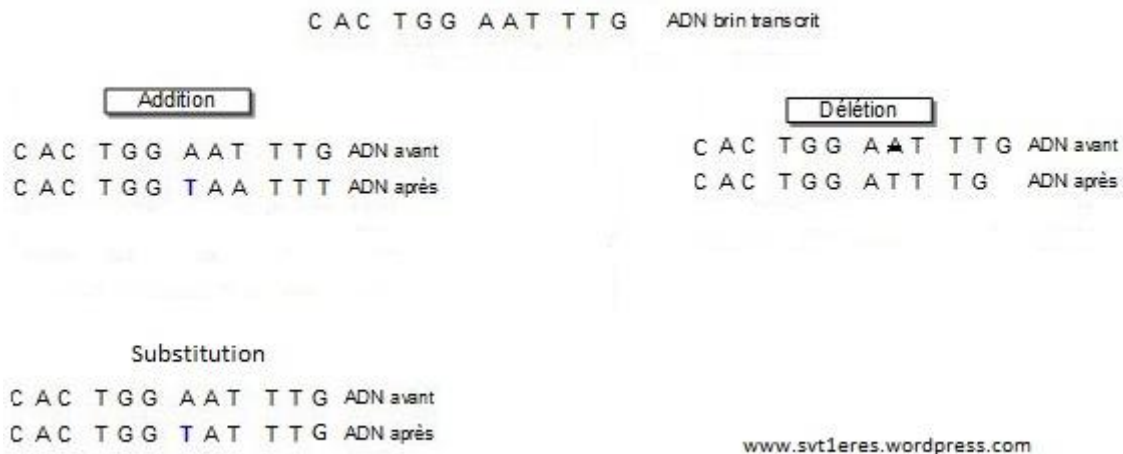 C A C T G G A A T T T G ADN brin transcrit
Addition
C A C T G G A A T T T G ADN avant
C A C T G G T A A T T T ADN après
Délétion
C A C T G G A A T T T G ADN avant
C A C T G G A T T T G ADN après
Substitution
C A C T G G A A T T T G ADN avant
C A C T G G T A T T T G ADN après
www.svt1eres.wordpress.com